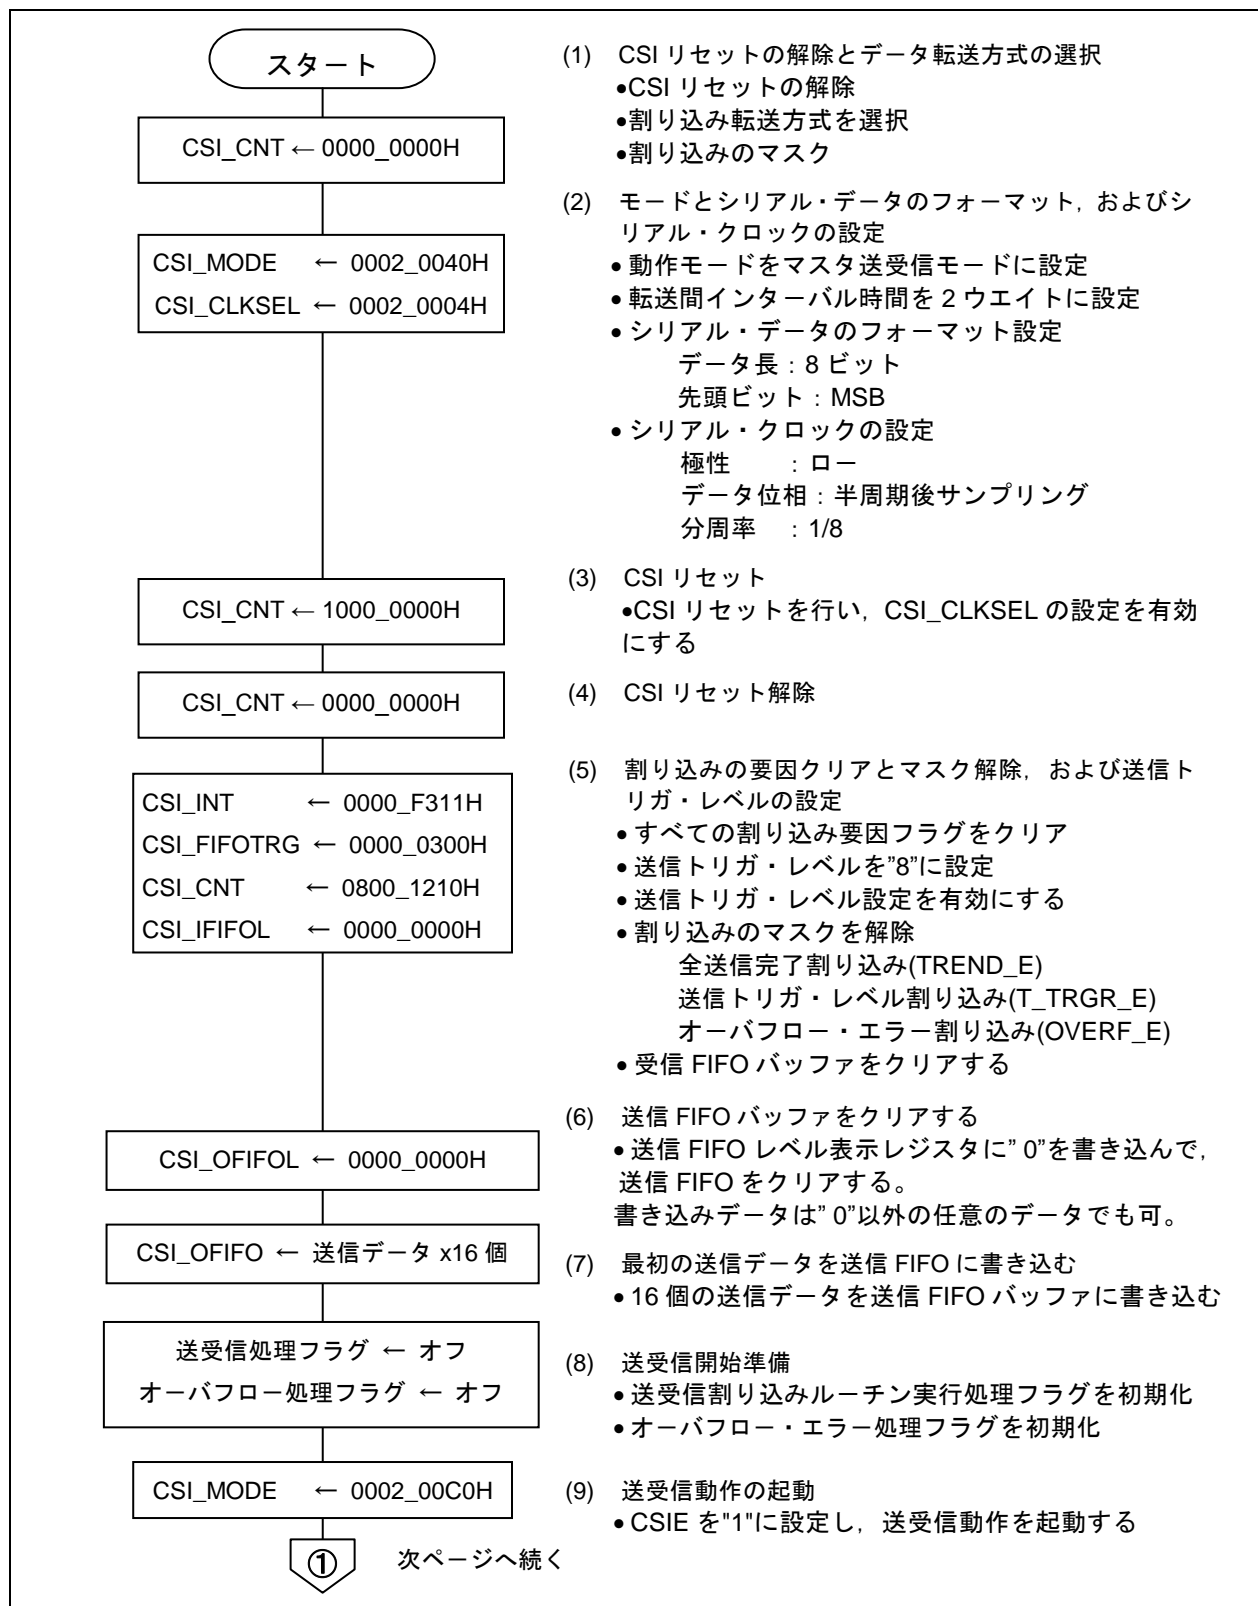 スタート
CSI_CNT ← 0000_0000H
(1) CSI リセットの解除とデータ転送方式の選択
•CSI リセットの解除
•割り込み転送方式を選択
•割り込みのマスク
CSI_MODE ← 0002_0040H
CSI_CLKSEL ← 0002_0004H
(2) モードとシリアル・データのフォーマット，およびシ
リアル・クロックの設定
• 動作モードをマスタ送受信モードに設定
• 転送間インターバル時間を 2 ウエイトに設定
• シリアル・データのフォーマット設定
データ長：8 ビット
先頭ビット：MSB
• シリアル・クロックの設定
極性 ：ロー
データ位相：半周期後サンプリング
分周率 ：1/8
CSI_CNT ← 1000_0000H
(3) CSI リセット
•CSI リセットを行い，CSI_CLKSEL の設定を有効
にする
CSI_CNT ← 0000_0000H
(4) CSI リセット解除
CSI_INT ← 0000_F311H
CSI_FIFOTRG ← 0000_0300H
CSI_CNT ← 0800_1210H
CSI_IFIFOL ← 0000_0000H
(5) 割り込みの要因クリアとマスク解除，および送信ト
リガ・レベルの設定
• すべての割り込み要因フラグをクリア
• 送信トリガ・レベルを”8”に設定
• 送信トリガ・レベル設定を有効にする
• 割り込みのマスクを解除
全送信完了割り込み(TREND_E)
送信トリガ・レベル割り込み(T_TRGR_E)
オーバフロー・エラー割り込み(OVERF_E)
• 受信 FIFO バッファをクリアする
CSI_OFIFOL ← 0000_0000H
(6) 送信 FIFO バッファをクリアする
• 送信 FIFO レベル表示レジスタに” 0”を書き込んで，
送信 FIFO をクリアする。
書き込みデータは” 0”以外の任意のデータでも可。
CSI_OFIFO ← 送信データ x16 個
(7) 最初の送信データを送信 FIFO に書き込む
• 16 個の送信データを送信 FIFO バッファに書き込む
送受信処理フラグ ← オフ
オーバフロー処理フラグ ← オフ
(8) 送受信開始準備
• 送受信割り込みルーチン実行処理フラグを初期化
• オーバフロー・エラー処理フラグを初期化
CSI_MODE ← 0002_00C0H
(9) 送受信動作の起動
• CSIE を"1"に設定し，送受信動作を起動する
① 次ページへ続く